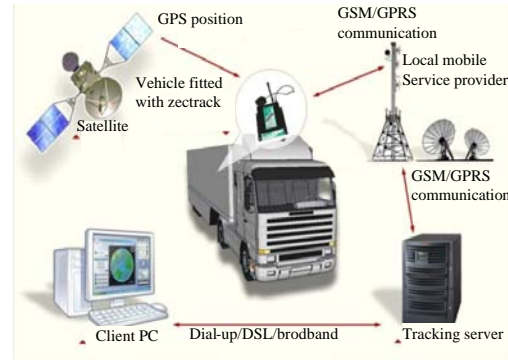 GPS position
GSM/GPRS
communication
Local mobile
Service provider
Vehicle fitted
with zectrack
Satellite
GSM/GPRS
communication
Client PC
Dial-up/DSL/brodband
Tracking server